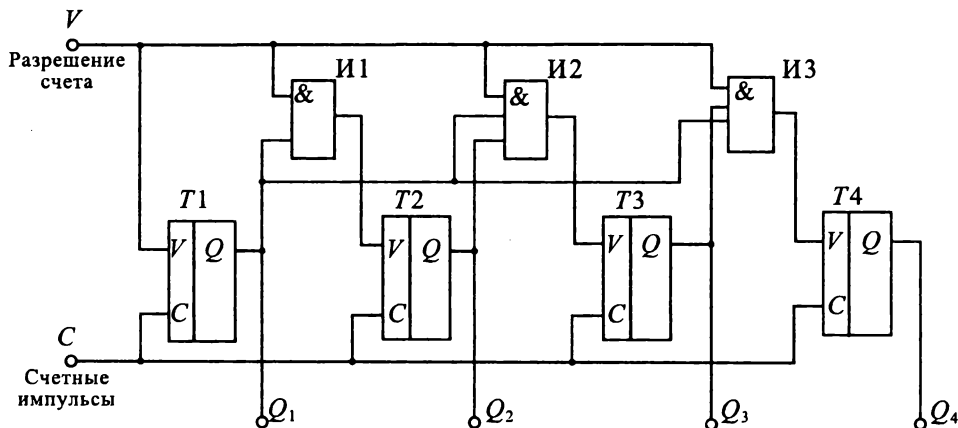 V
Разрешение
счета
И1
И2
И3
&
&
&
T1
T2
T3
T4
V Q
V Q
V Q
V Q
C
C
C
C
C
Счетные
импульсы
Q1
Q2
Q3
Q4